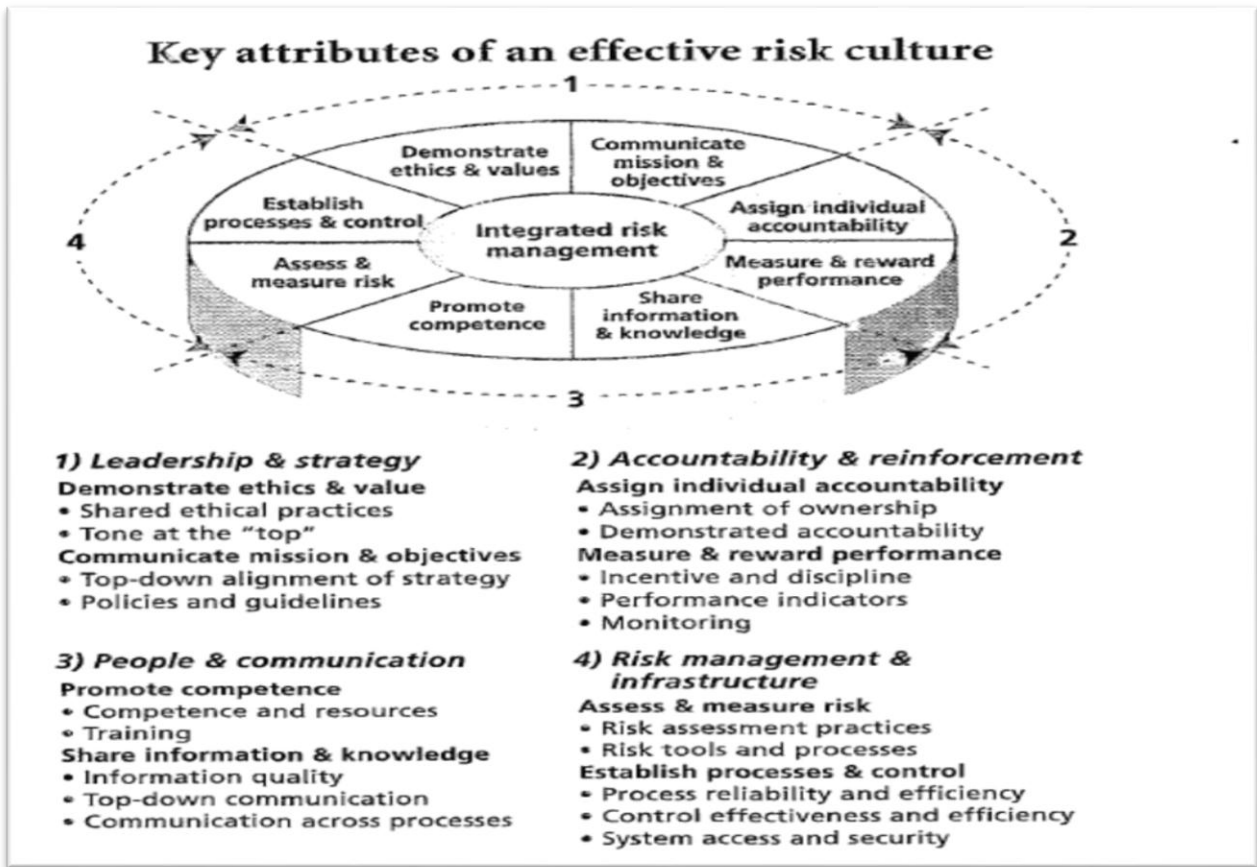 Key attributes of an effective risk culture
1
Demonstrate
ethics & values
Communicate
mission &
objectives
Establish
processes & control
Integrated risk
management
Assign individual
accountability
4
2
Assess &
measure risk
Measure & reward
performance
Promote
competence
Share
information
& knowledge
3
1) Leadership & strategy
Demonstrate ethics & value
• Shared ethical practices
• Tone at the "top"
Communicate mission & objectives
• Top-down alignment of strategy
• Policies and guidelines
2) Accountability & reinforcement
Assign individual accountability
• Assignment of ownership
• Demonstrated accountability
Measure & reward performance
• Incentive and discipline
• Performance indicators
• Monitoring
3) People & communication
Promote competence
• Competence and resources
• Training
Share information & knowledge
• Information quality
• Top-down communication
• Communication across processes
4) Risk management &
infrastructure
Assess & measure risk
• Risk assessment practices
• Risk tools and processes
Establish processes & control
• Process reliability and efficiency
• Control effectiveness and efficiency
• System access and security